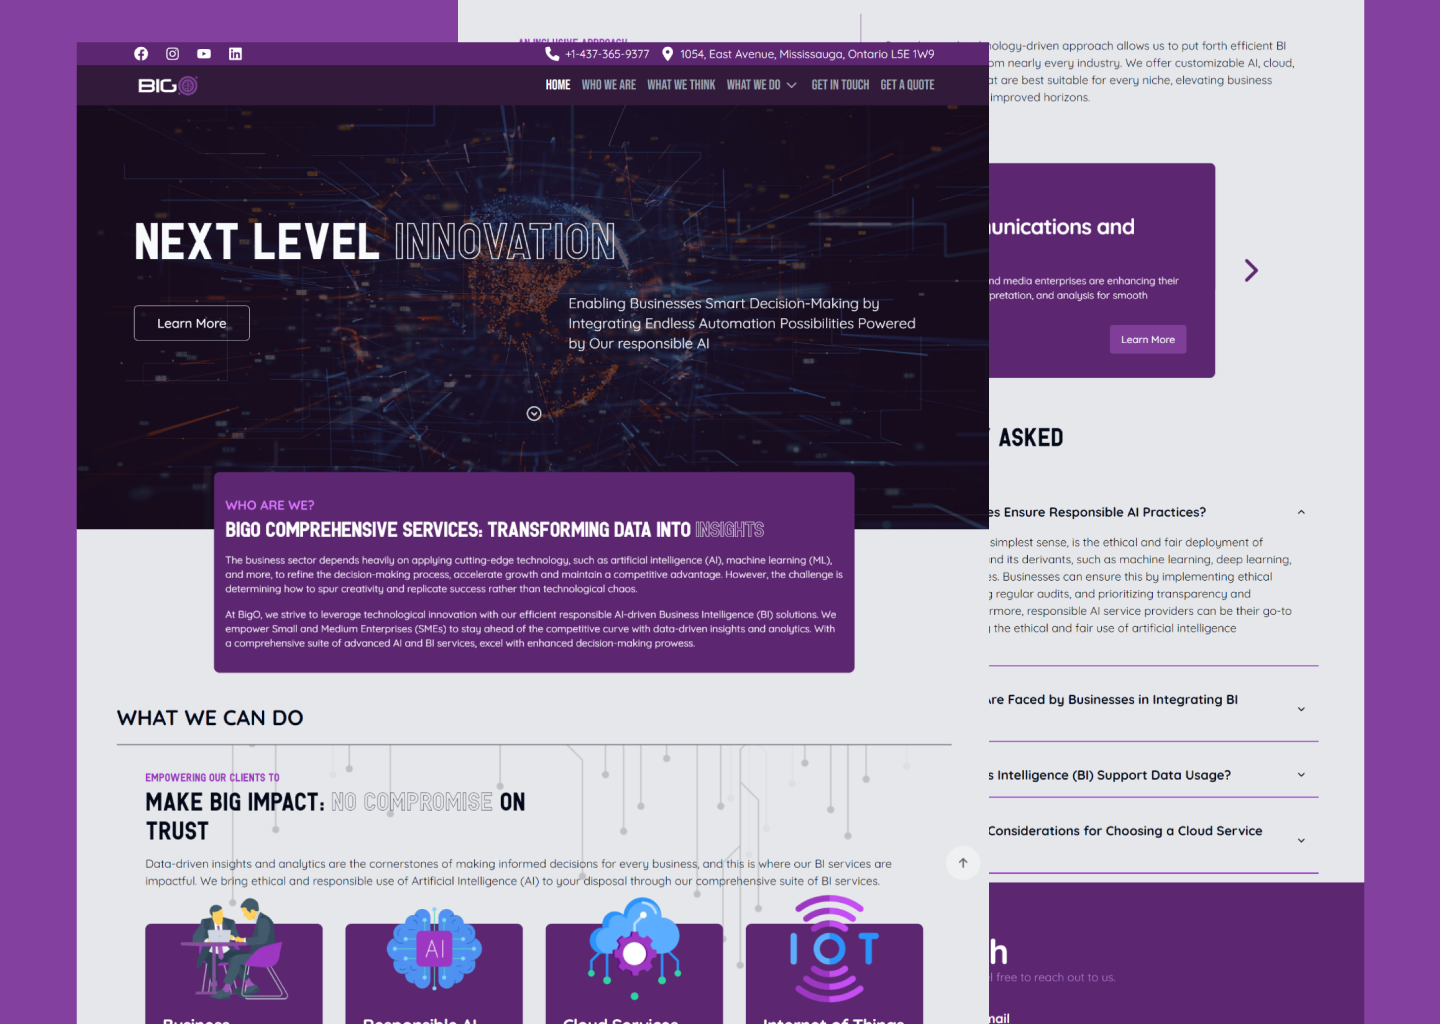 +1-437-365-9377 1054, East Avenue, Mississauga, Ontario L5E 1W9
BIGO
HOME WHO WE ARE WHAT WE THINK WHAT WE DO GET IN TOUCH GET A QUOTE
NEXT LEVEL INNOVATION
Learn More
Enabling Businesses Smart Decision-Making by
Integrating Endless Automation Possibilities Powered
by Our responsible AI
WHO ARE WE?
BIGO COMPREHENSIVE SERVICES: TRANSFORMING DATA INTO INSIGHTS
The business sector depends heavily on applying cutting-edge technology, such as artificial intelligence (AI), machine learning (ML),
and more, to refine the decision-making process, accelerate growth and maintain a competitive advantage. However, the challenge is
determining how to spur creativity and replicate success rather than technological chaos.
At BigO, we strive to leverage technological innovation with our efficient responsible AI-driven Business Intelligence (BI) solutions. We
empower Small and Medium Enterprises (SMEs) to stay ahead of the competitive curve with data-driven insights and analytics. With
a comprehensive suite of advanced AI and BI services, excel with enhanced decision-making prowess.
WHAT WE CAN DO
EMPOWERING OUR CLIENTS TO
MAKE BIG IMPACT: NO COMPROMISE ON
TRUST
Data-driven insights and analytics are the cornerstones of making informed decisions for every business, and this is where our BI services are
impactful. We bring ethical and responsible use of Artificial Intelligence (AI) to your disposal through our comprehensive suite of BI services.
AI
IOT
Business
Responsible AI
Cloud Services
Internet of Things
AN INCLUSIVE APPROACH
nology-driven approach allows us to put forth efficient BI
om nearly every industry. We offer customizable AI, cloud,
at are best suitable for every niche, elevating business
improved horizons.
unications and
nd media enterprises are enhancing their
pretation, and analysis for smooth
Learn More
ASKED
es Ensure Responsible AI Practices?
simplest sense, is the ethical and fair deployment of
nd its derivants, such as machine learning, deep learning,
es. Businesses can ensure this by implementing ethical
g regular audits, and prioritizing transparency and
ermore, responsible AI service providers can be their go-to
the ethical and fair use of artificial intelligence
Are Faced by Businesses in Integrating BI
s Intelligence (BI) Support Data Usage?
Considerations for Choosing a Cloud Service
h
l free to reach out to us.
mail